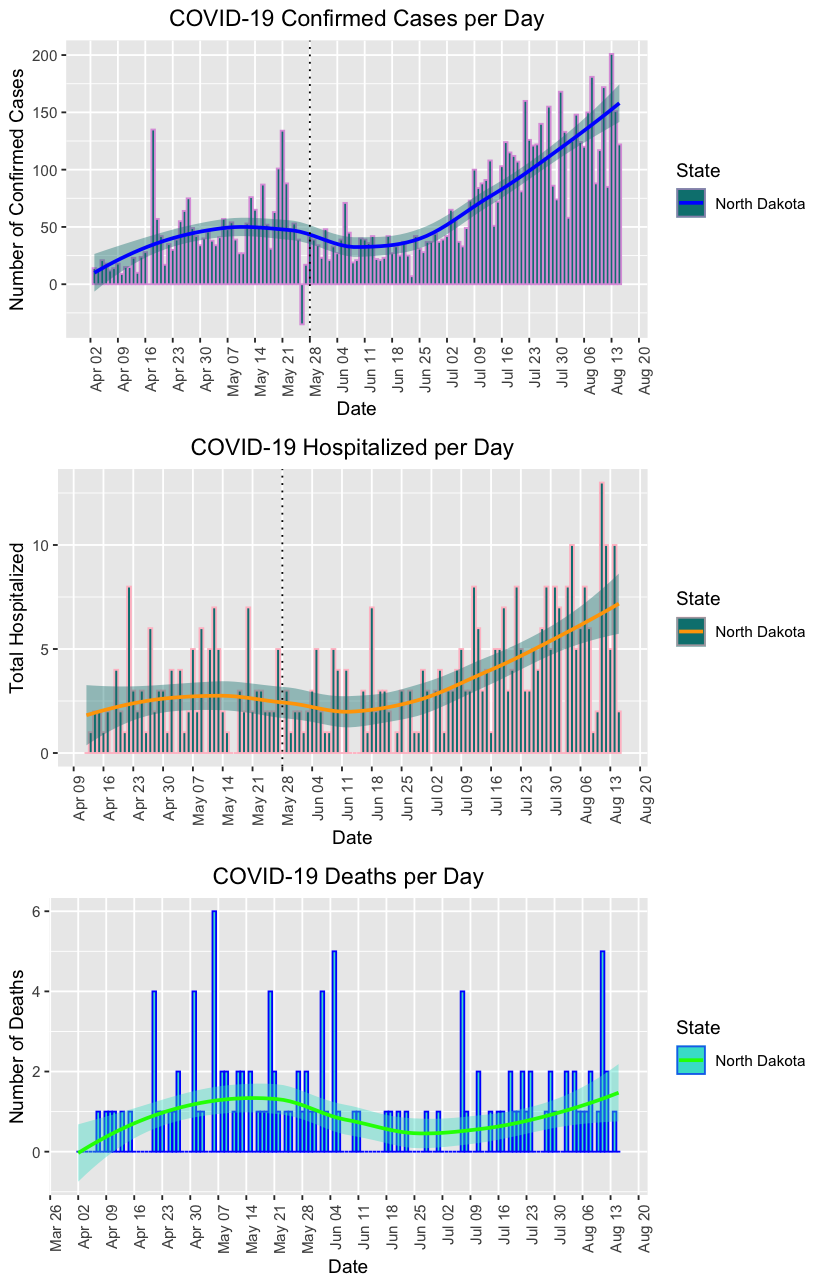 COVID-19 Confirmed Cases per Day
Number of Confirmed Cases
200
150
100
50
0
Apr 02
Apr 09
Apr 16
Apr 23
Apr 30
May 07
May 14
May 21
May 28
Jun 04
Jun 11
Jun 18
Jun 25
Jul 02
Jul 09
Jul 16
Jul 23
Jul 30
Aug 06
Aug 13
Aug 20
Date
State
North Dakota
COVID-19 Hospitalized per Day
Total Hospitalized
10
5
0
Apr 09
Apr 16
Apr 23
Apr 30
May 07
May 14
May 21
May 28
Jun 04
Jun 11
Jun 18
Jun 25
Jul 02
Jul 09
Jul 16
Jul 23
Jul 30
Aug 06
Aug 13
Aug 20
Date
State
North Dakota
COVID-19 Deaths per Day
Number of Deaths
6
4
2
0
Mar 26
Apr 02
Apr 09
Apr 16
Apr 23
Apr 30
May 07
May 14
May 21
May 28
Jun 04
Jun 11
Jun 18
Jun 25
Jul 02
Jul 09
Jul 16
Jul 23
Jul 30
Aug 06
Aug 13
Aug 20
Date
State
North Dakota